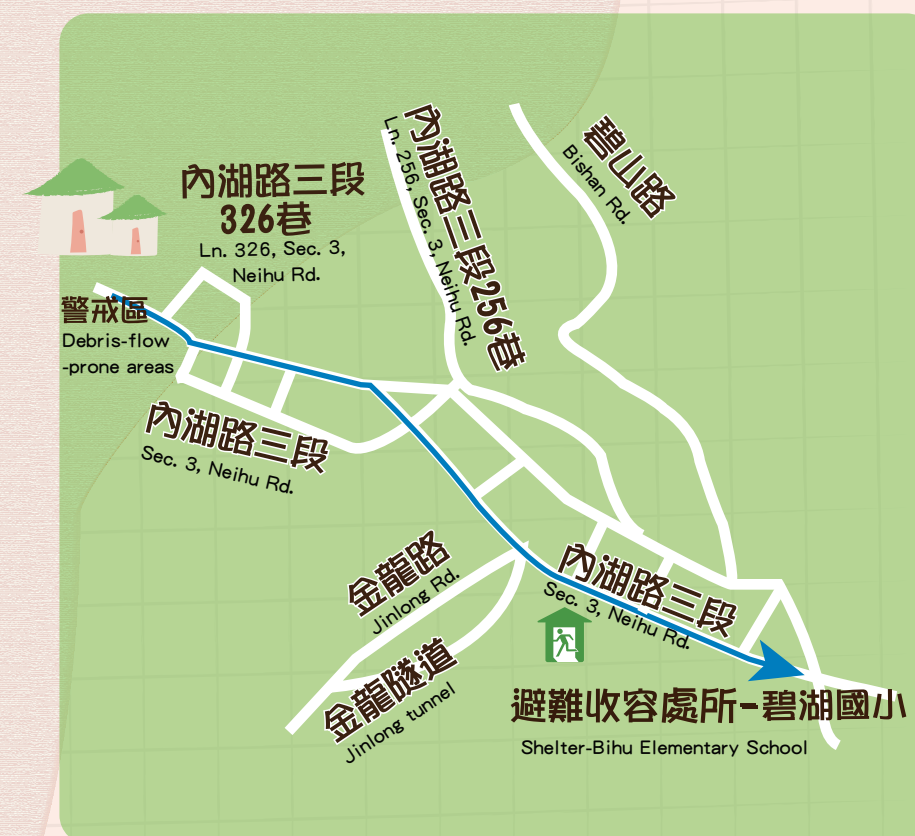 內湖路三段256巷
Ln. 256, Sec. 3, Neihu Rd.
碧山路
Bishan Rd.
內湖路三段
326巷
Ln. 326, Sec. 3,
Neihu Rd.
警戒區
Debris-flow
-prone areas
內湖路三段
Sec. 3, Neihu Rd.
金龍路
Jinlong Rd.
內湖路三段
Sec. 3, Neihu Rd.
金龍隧道
Jinlong tunnel
避難收容處所-碧湖國小
Shelter-Bihu Elementary School